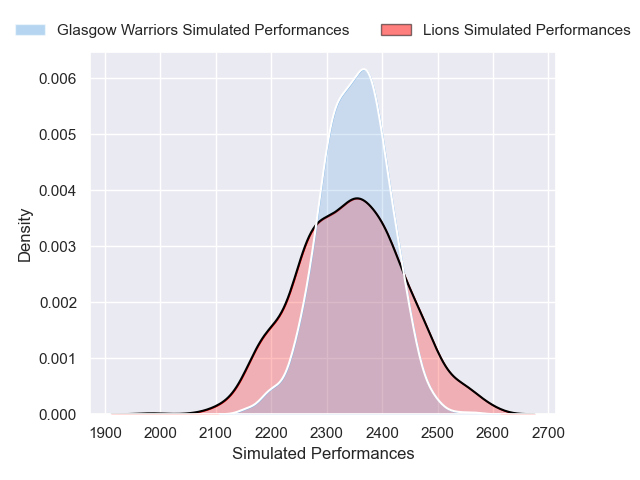 Glasgow Warriors Simulated Performances Lions Simulated Performances
0.006
0.005
0.004
0.003
0.002
0.001
0.000
Density
1900 2000 2100 2200 2300 2400 2500 2600 2700
Simulated Performances